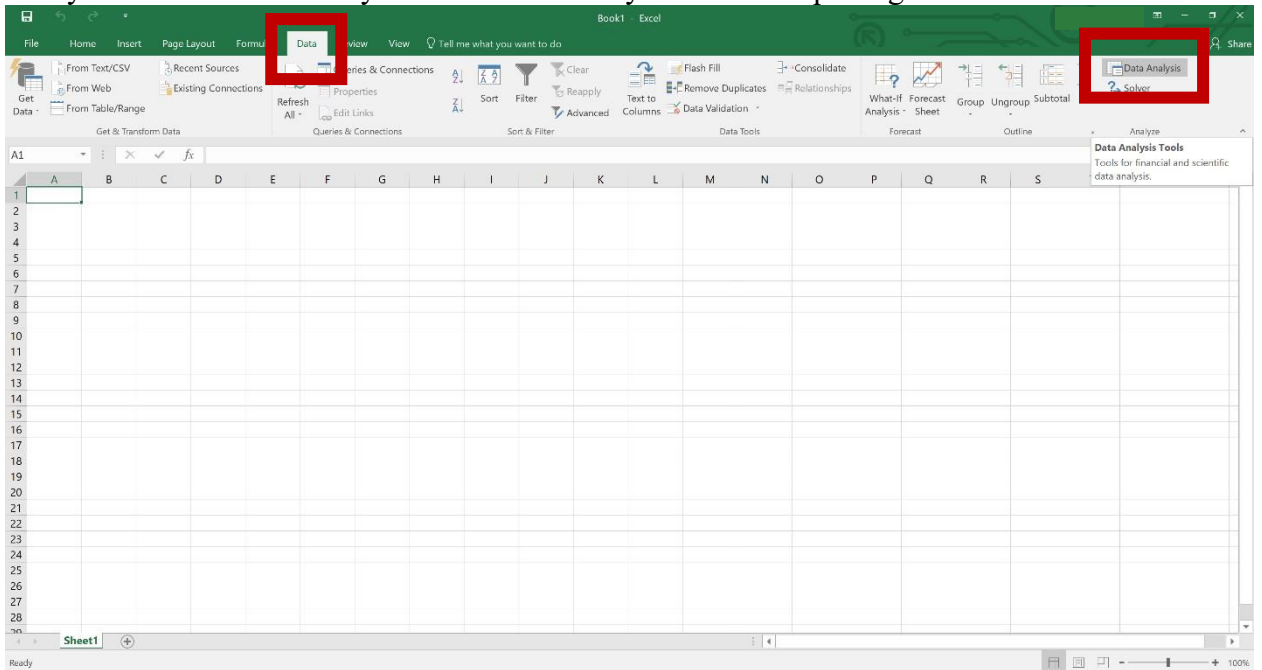 Book1 - Excel
File Home Insert Page Layout Formu Data view View Tell me what you want to do Share
Get Data
From Text/CSV
From Web
From Table/Range
Recent Sources
Existing Connections
Get & Transform Data
Refresh All
Queries & Connections
Properties
Edit Links
Queries & Connections
Sort
Filter
Clear
Reapply
Advanced
Sort & Filter
Text to Columns
Flash Fill
Remove Duplicates
Data Validation
Consolidate
Relationships
Data Tools
What-If Analysis
Forecast Sheet
Forecast
Group
Ungroup
Subtotal
Outline
Data Analysis
Solver
Analyze
Data Analysis Tools
Tools for financial and scientific
data analysis.
A1 fx
A B C D E F G H I J K L M N O P Q R S
1
2
3
4
5
6
7
8
9
10
11
12
13
14
15
16
17
18
19
20
21
22
23
24
25
26
27
28
29
Sheet1
Ready 100%